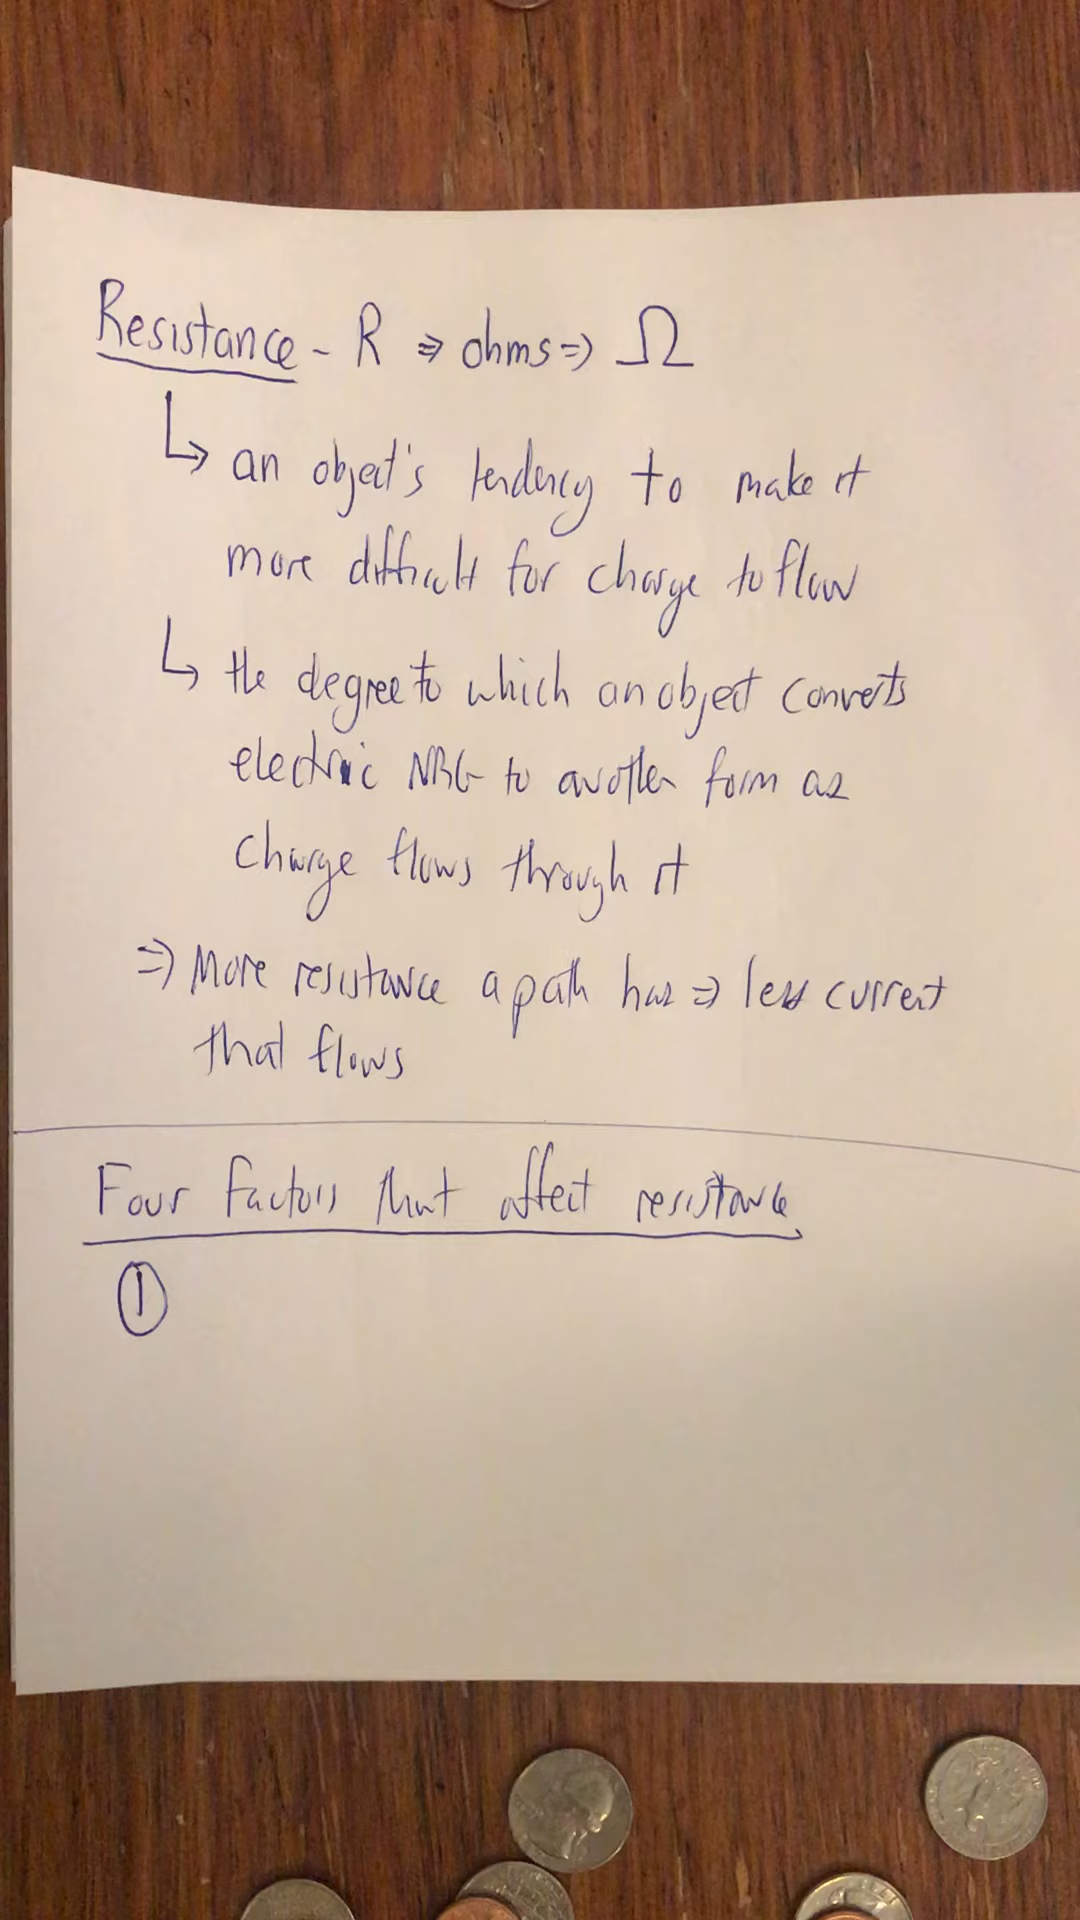 Resistance - R ⇒ ohms ⇒ Ω
↳ an object's tendency to make it
more difficult for charge to flow
↳ the degree to which an object converts
electric NRG to another form as
charge flows through it
⇒ More resistance a path has ⇒ less current
that flows
Four factors that affect resistance
①